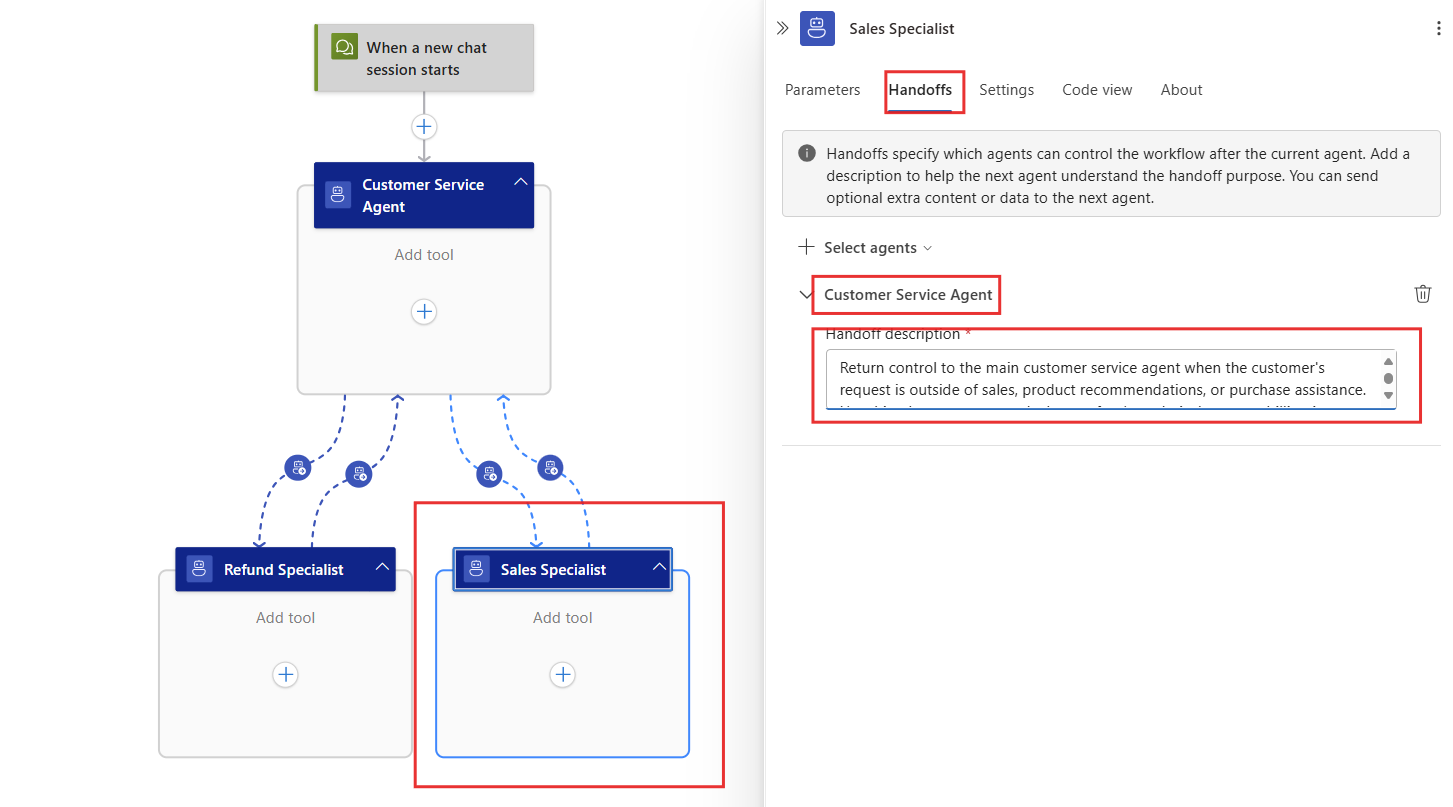 When a new chat
session starts
Customer Service
Agent
Add tool
Refund Specialist
Add tool
Sales Specialist
Add tool
Sales Specialist
Parameters
Handoffs
Settings
Code view
About
Handoffs specify which agents can control the workflow after the current agent. Add a
description to help the next agent understand the handoff purpose. You can send
optional extra content or data to the next agent.
Select agents
Customer Service Agent
Handoff description *
Return control to the main customer service agent when the customer's
request is outside of sales, product recommendations, or purchase assistance.